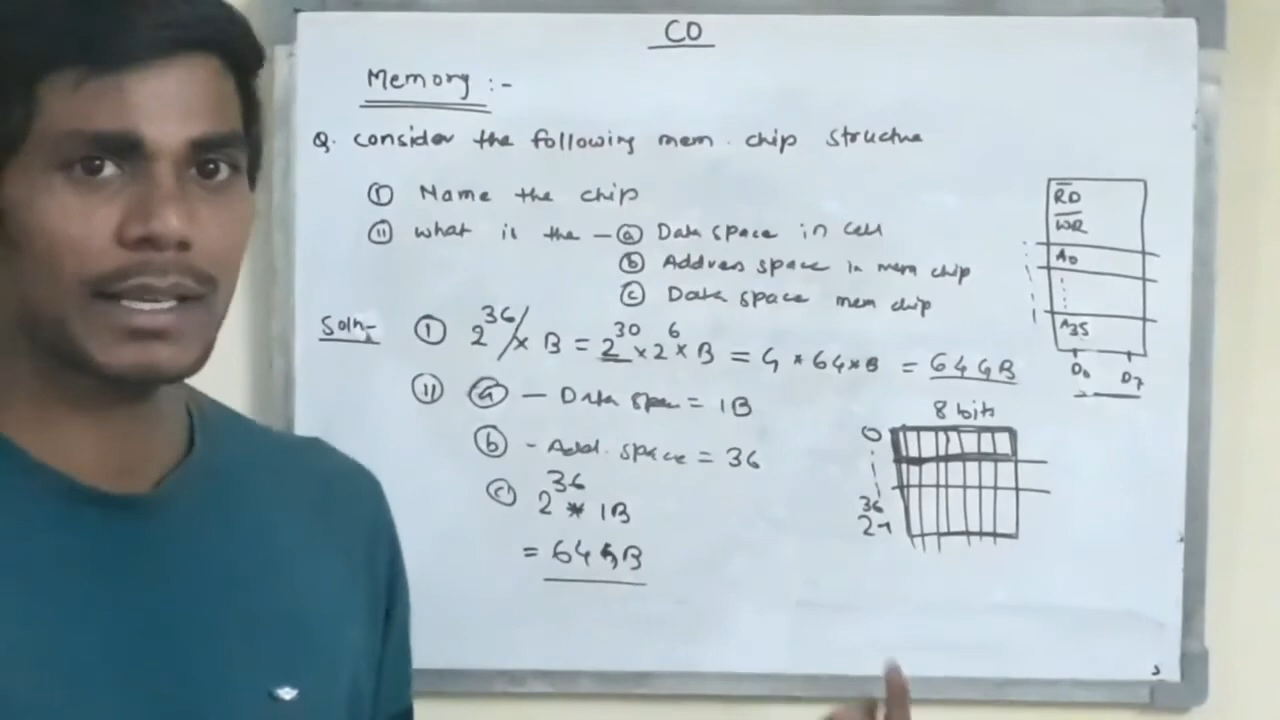 CO
Memory :-
Q. consider the following mem. chip structure
(I) Name the chip
(II) what is the - (a) Data space in cell
(b) Address space in mem chip
(c) Data space mem chip
Soln:-
(I) 2^36 × B = 2^30 × 2^6 × B = G * 64 × B = 64 GB
(II) (a) - Data space = 1B
(b) - Add. space = 36
(c) 2^36 * 1B
= 64 GB
RD
WR
A0
A35
D0 D7
8 bits
0
2^36-1